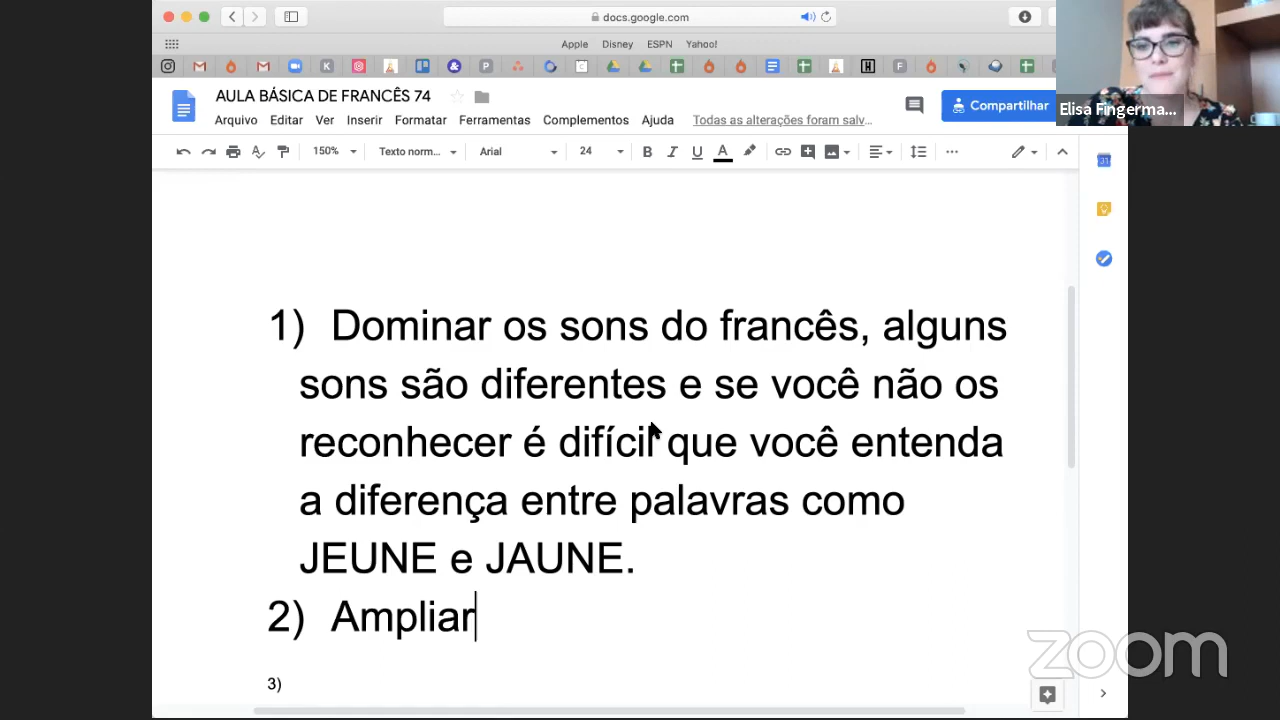 docs.google.com
Apple Disney ESPN Yahoo!
AULA BÁSICA DE FRANCÊS 74
Arquivo Editar Ver Inserir Formatar Ferramentas Complementos Ajuda Todas as alterações foram salv...
Compartilhar
Elisa Fingerma...
150% Texto norm... Arial 24 B I U A
1) Dominar os sons do francês, alguns
sons são diferentes e se você não os
reconhecer é difícil que você entenda
a diferença entre palavras como
JEUNE e JAUNE.
2) Ampliar
3)
zoom